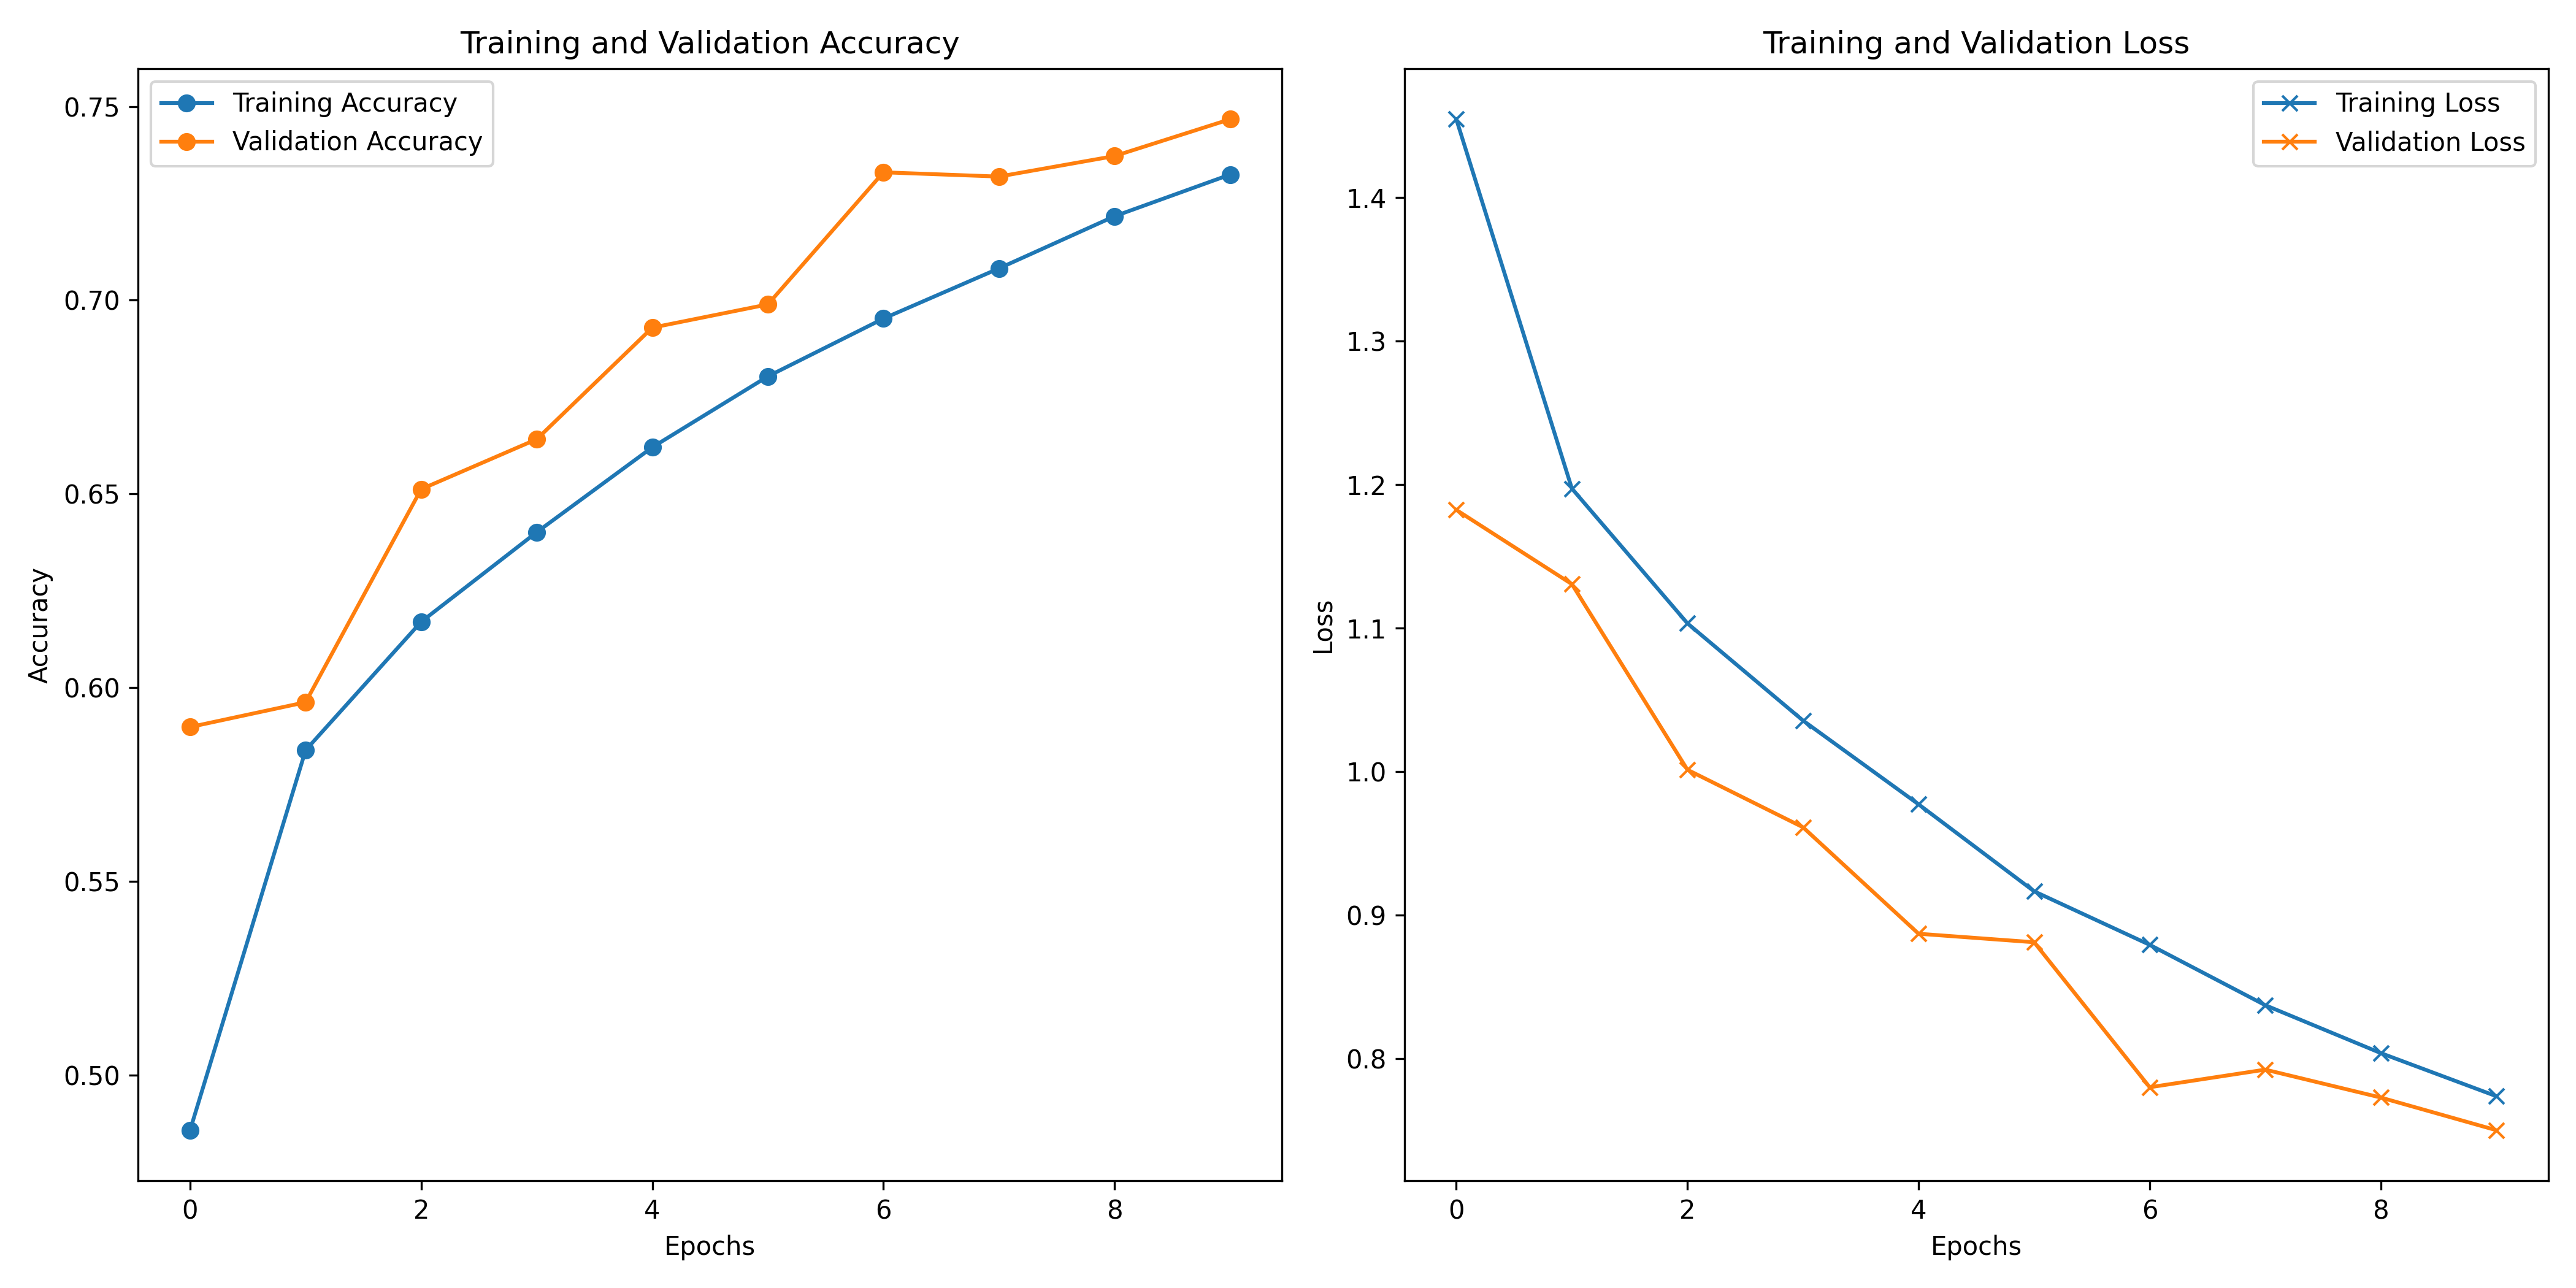 Training and Validation Accuracy
Training Accuracy
Validation Accuracy
0.75
0.70
0.65
0.60
0.55
0.50
Accuracy
0 2 4 6 8
Epochs
Training and Validation Loss
Training Loss
Validation Loss
1.4
1.3
1.2
1.1
1.0
0.9
0.8
Loss
0 2 4 6 8
Epochs